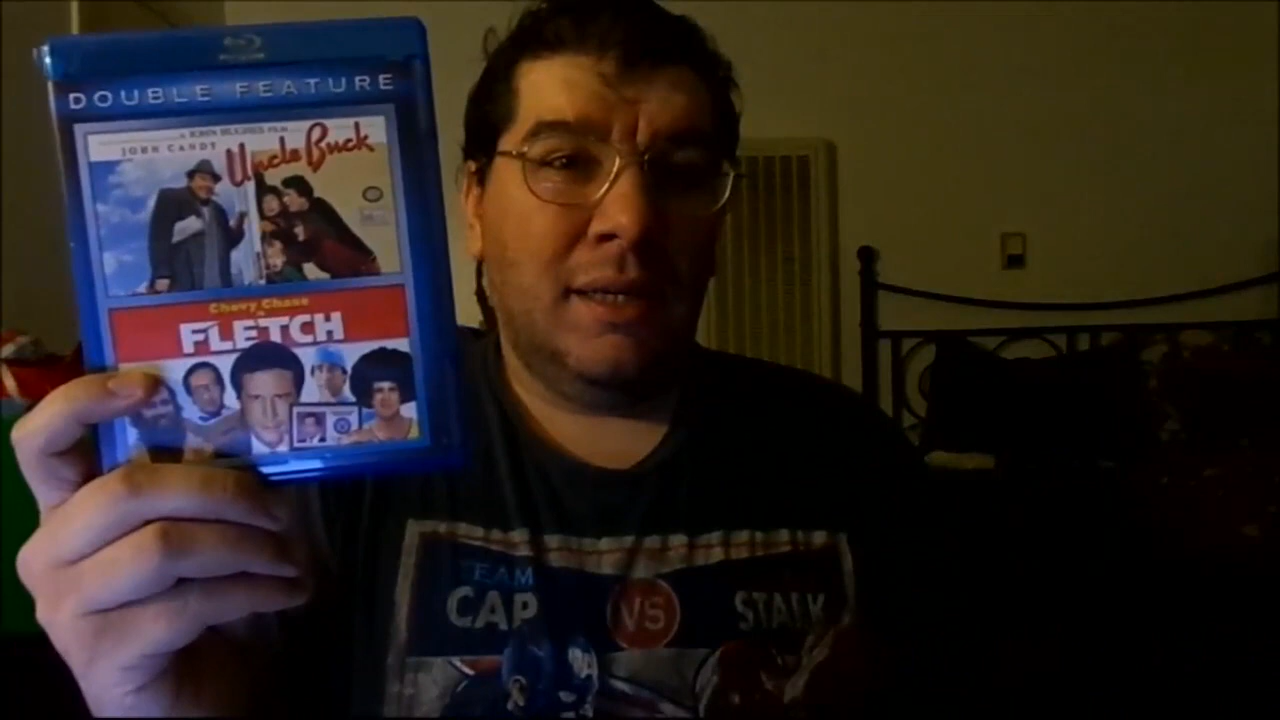 DOUBLE FEATURE
A JOHN HUGHES FILM
JOHN CANDY
Uncle Buck
Chevy Chase
FLETCH
TEAM
CAP VS STARK